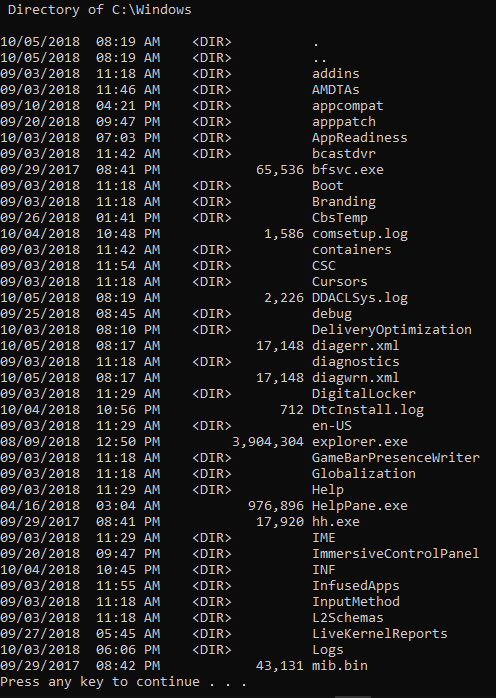 Directory of C:\Windows
10/05/2018  08:19 AM    <DIR>          .
10/05/2018  08:19 AM    <DIR>          ..
09/03/2018  11:18 AM    <DIR>          addins
09/03/2018  11:46 AM    <DIR>          AMDTAs
09/10/2018  04:21 PM    <DIR>          appcompat
09/20/2018  09:47 PM    <DIR>          apppatch
10/03/2018  07:03 PM    <DIR>          AppReadiness
09/03/2018  11:42 AM    <DIR>          bcastdvr
09/29/2017  08:41 PM            65,536 bfsvc.exe
09/03/2018  11:18 AM    <DIR>          Boot
09/03/2018  11:18 AM    <DIR>          Branding
09/26/2018  01:41 PM    <DIR>          CbsTemp
10/04/2018  10:48 PM             1,586 comsetup.log
09/03/2018  11:42 AM    <DIR>          containers
09/03/2018  11:54 AM    <DIR>          CSC
09/03/2018  11:18 AM    <DIR>          Cursors
10/05/2018  08:19 AM             2,226 DDACLSys.log
09/25/2018  08:45 AM    <DIR>          debug
10/03/2018  08:10 PM    <DIR>          DeliveryOptimization
10/05/2018  08:17 AM            17,148 diagerr.xml
09/03/2018  11:18 AM    <DIR>          diagnostics
10/05/2018  08:17 AM            17,148 diagwrn.xml
09/03/2018  11:29 AM    <DIR>          DigitalLocker
10/04/2018  10:56 PM               712 DtcInstall.log
09/03/2018  11:29 AM    <DIR>          en-US
08/09/2018  12:50 PM         3,904,304 explorer.exe
09/03/2018  11:18 AM    <DIR>          GameBarPresenceWriter
09/03/2018  11:18 AM    <DIR>          Globalization
09/03/2018  11:29 AM    <DIR>          Help
04/16/2018  03:04 AM           976,896 HelpPane.exe
09/29/2017  08:41 PM            17,920 hh.exe
09/03/2018  11:29 AM    <DIR>          IME
09/20/2018  09:47 PM    <DIR>          ImmersiveControlPanel
10/04/2018  10:45 PM    <DIR>          INF
09/03/2018  11:55 AM    <DIR>          InfusedApps
09/03/2018  11:18 AM    <DIR>          InputMethod
09/03/2018  11:18 AM    <DIR>          L2Schemas
09/27/2018  05:45 AM    <DIR>          LiveKernelReports
10/03/2018  06:06 PM    <DIR>          Logs
09/29/2017  08:42 PM            43,131 mib.bin
Press any key to continue . . .